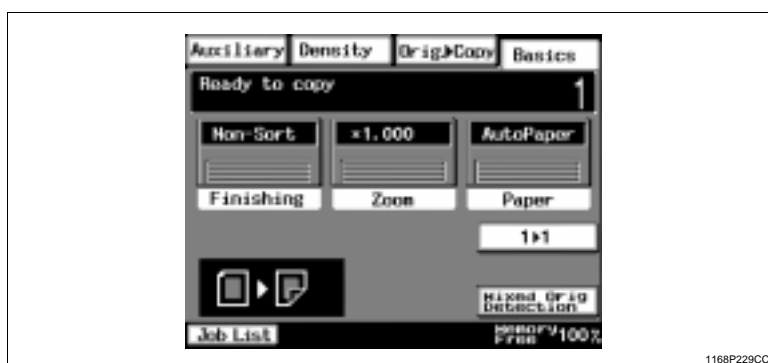 Auxiliary Density Orig.▸Copy Basics
Ready to copy 1
Non-Sort ×1.000 AutoPaper
Finishing Zoom Paper
1▸1
Mixed Orig
Detection
Job List Memory
Free 100%
1168P229CC